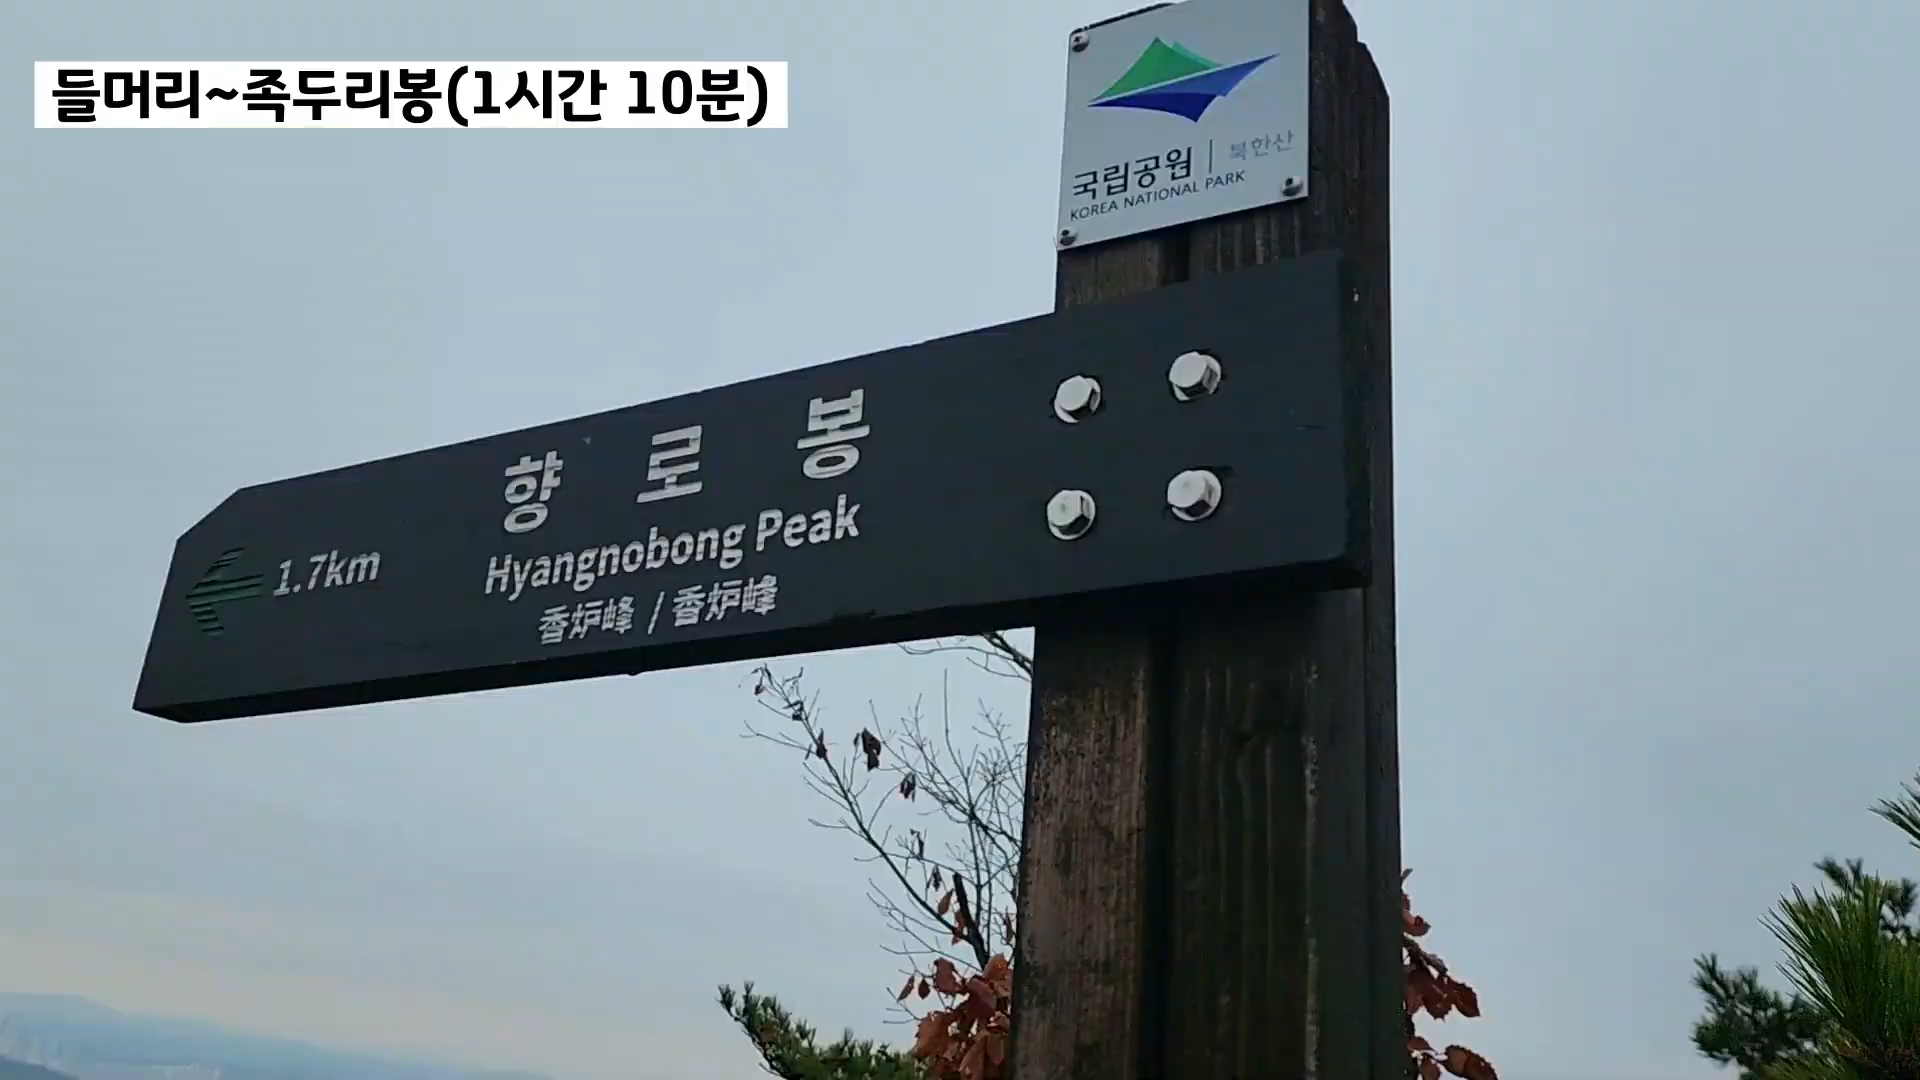 들머리~족두리봉(1시간 10분)
국립공원 | 북한산
KOREA NATIONAL PARK
향로봉
1.7km
Hyangnobong Peak
香炉峰 / 香炉峰